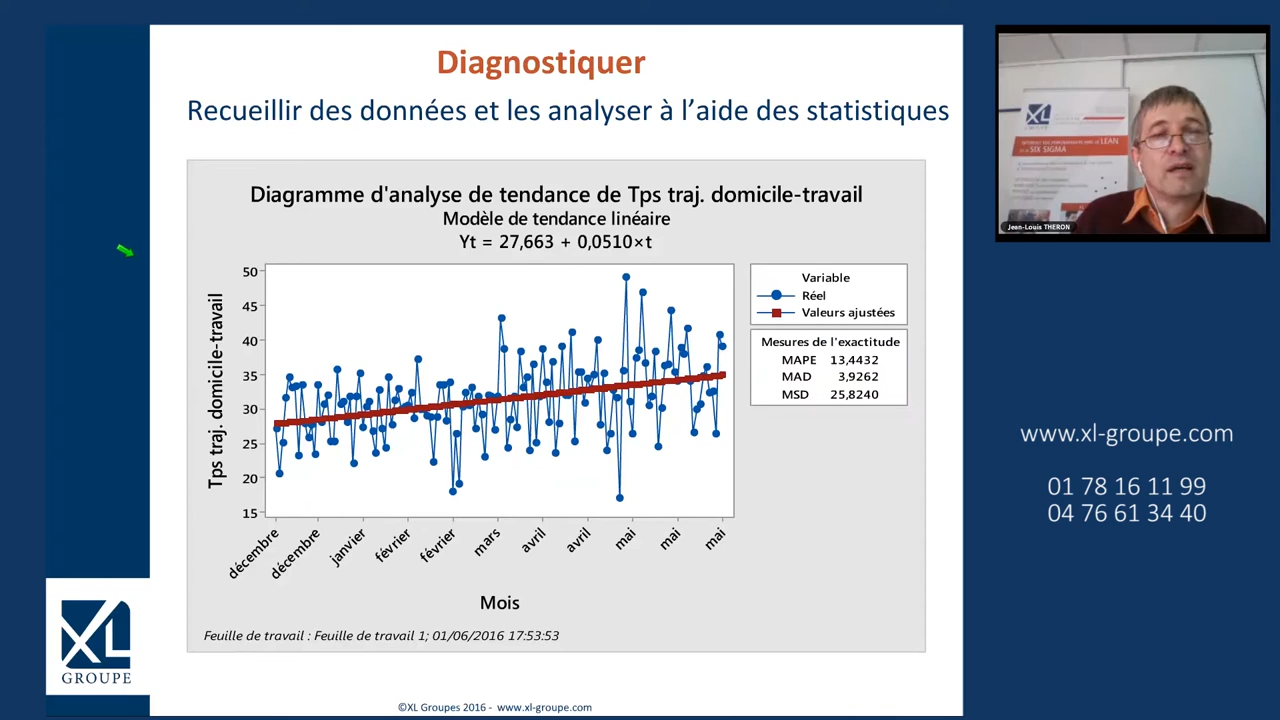 Diagnostiquer
Recueillir des données et les analyser à l’aide des statistiques
Diagramme d'analyse de tendance de Tps traj. domicile-travail
Modèle de tendance linéaire
Yt = 27,663 + 0,0510×t
50
45
40
35
30
25
20
15
Tps traj. domicile-travail
décembre
décembre
janvier
février
février
mars
avril
avril
mai
mai
mai
Mois
Variable
Réel
Valeurs ajustées
Mesures de l'exactitude
MAPE 13,4432
MAD 3,9262
MSD 25,8240
Feuille de travail : Feuille de travail 1; 01/06/2016 17:53:53
XL
GROUPE
©XL Groupes 2016 - www.xl-groupe.com
XL
LEAN
SIX SIGMA
Jean-Louis THERON
www.xl-groupe.com
01 78 16 11 99
04 76 61 34 40